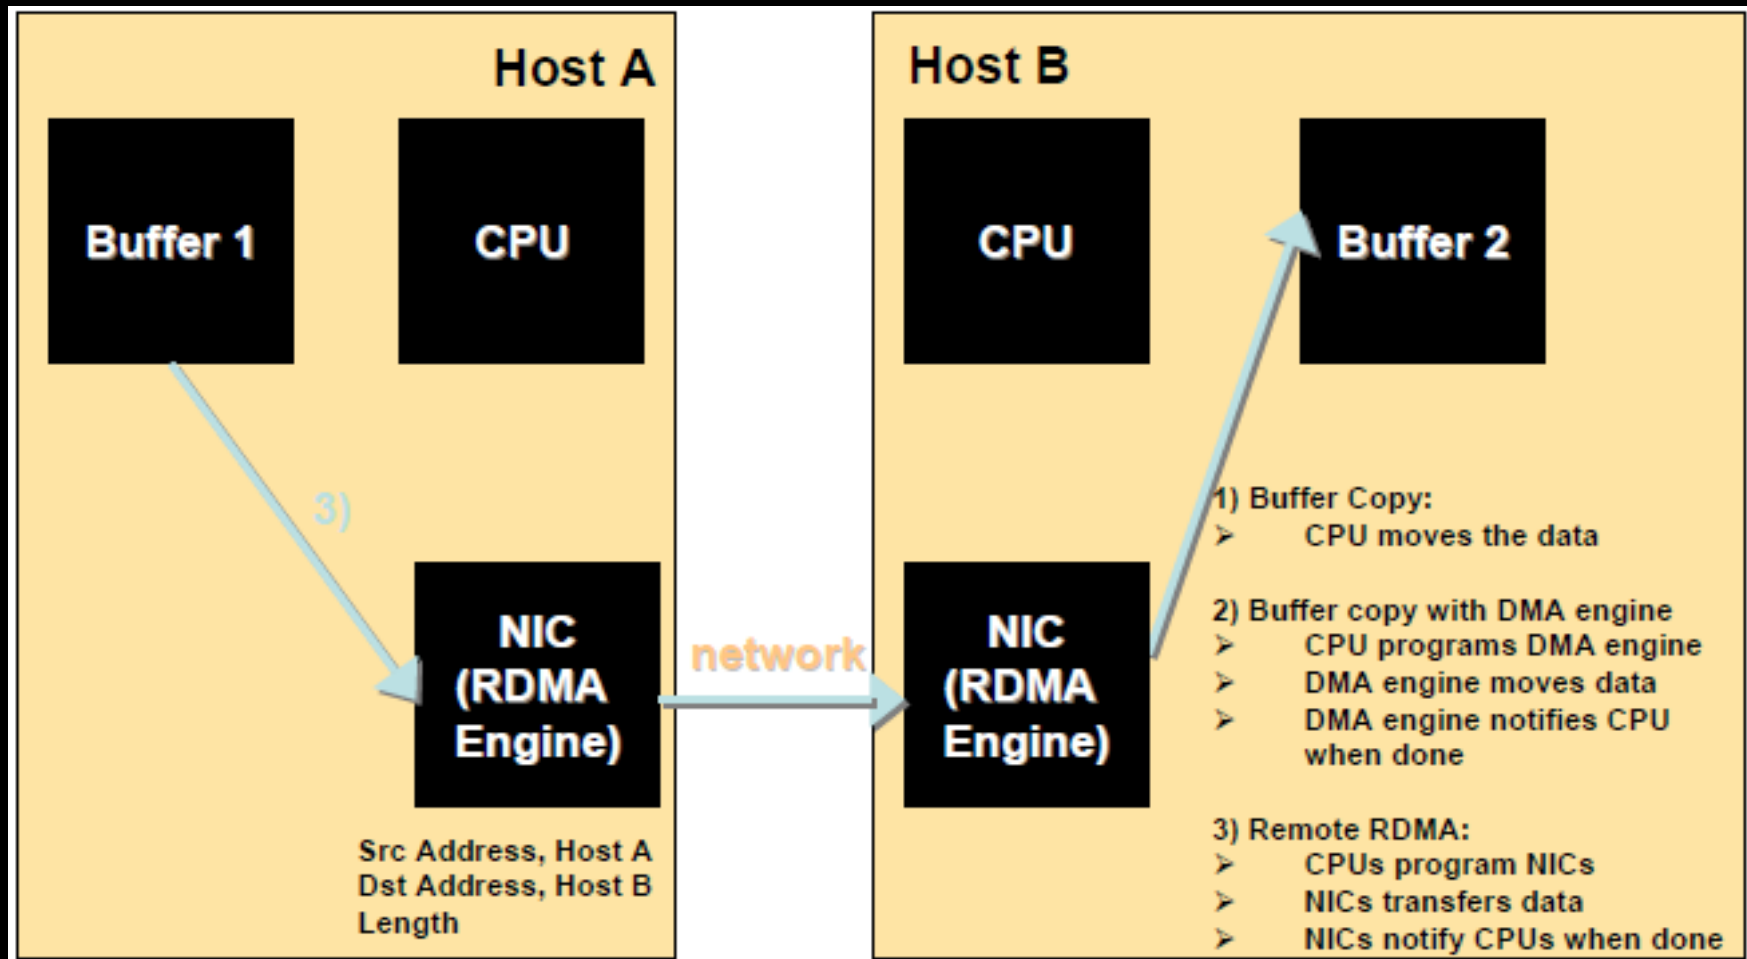 Host A
Buffer 1
CPU
3)
NIC
(RDMA
Engine)
Src Address, Host A
Dst Address, Host B
Length
network
Host B
CPU
Buffer 2
NIC
(RDMA
Engine)
1) Buffer Copy:
➢ CPU moves the data
2) Buffer copy with DMA engine
➢ CPU programs DMA engine
➢ DMA engine moves data
➢ DMA engine notifies CPU
when done
3) Remote RDMA:
➢ CPUs program NICs
➢ NICs transfers data
➢ NICs notify CPUs when done